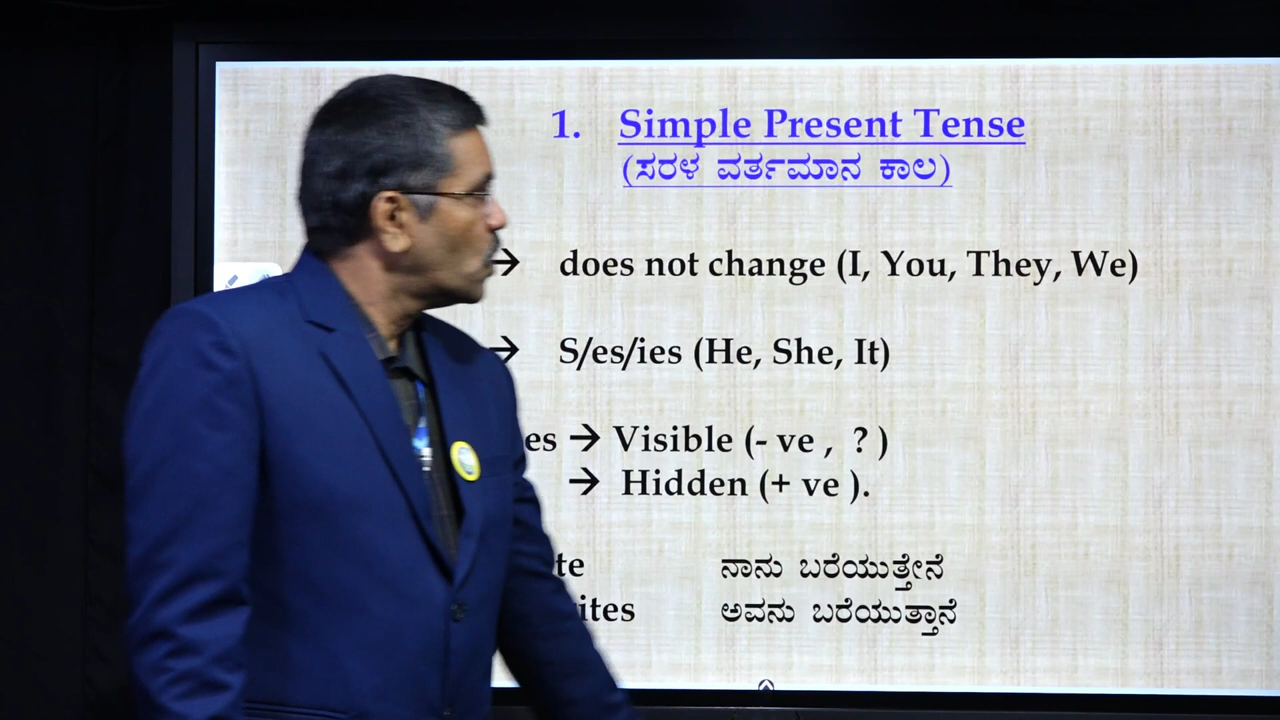 1. Simple Present Tense
(ಸರಳ ವರ್ತಮಾನ ಕಾಲ)
→ does not change (I, You, They, We)
→ S/es/ies (He, She, It)
es → Visible (- ve , ? )
→ Hidden (+ ve ).
te ನಾನು ಬರೆಯುತ್ತೇನೆ
ites ಅವನು ಬರೆಯುತ್ತಾನೆ